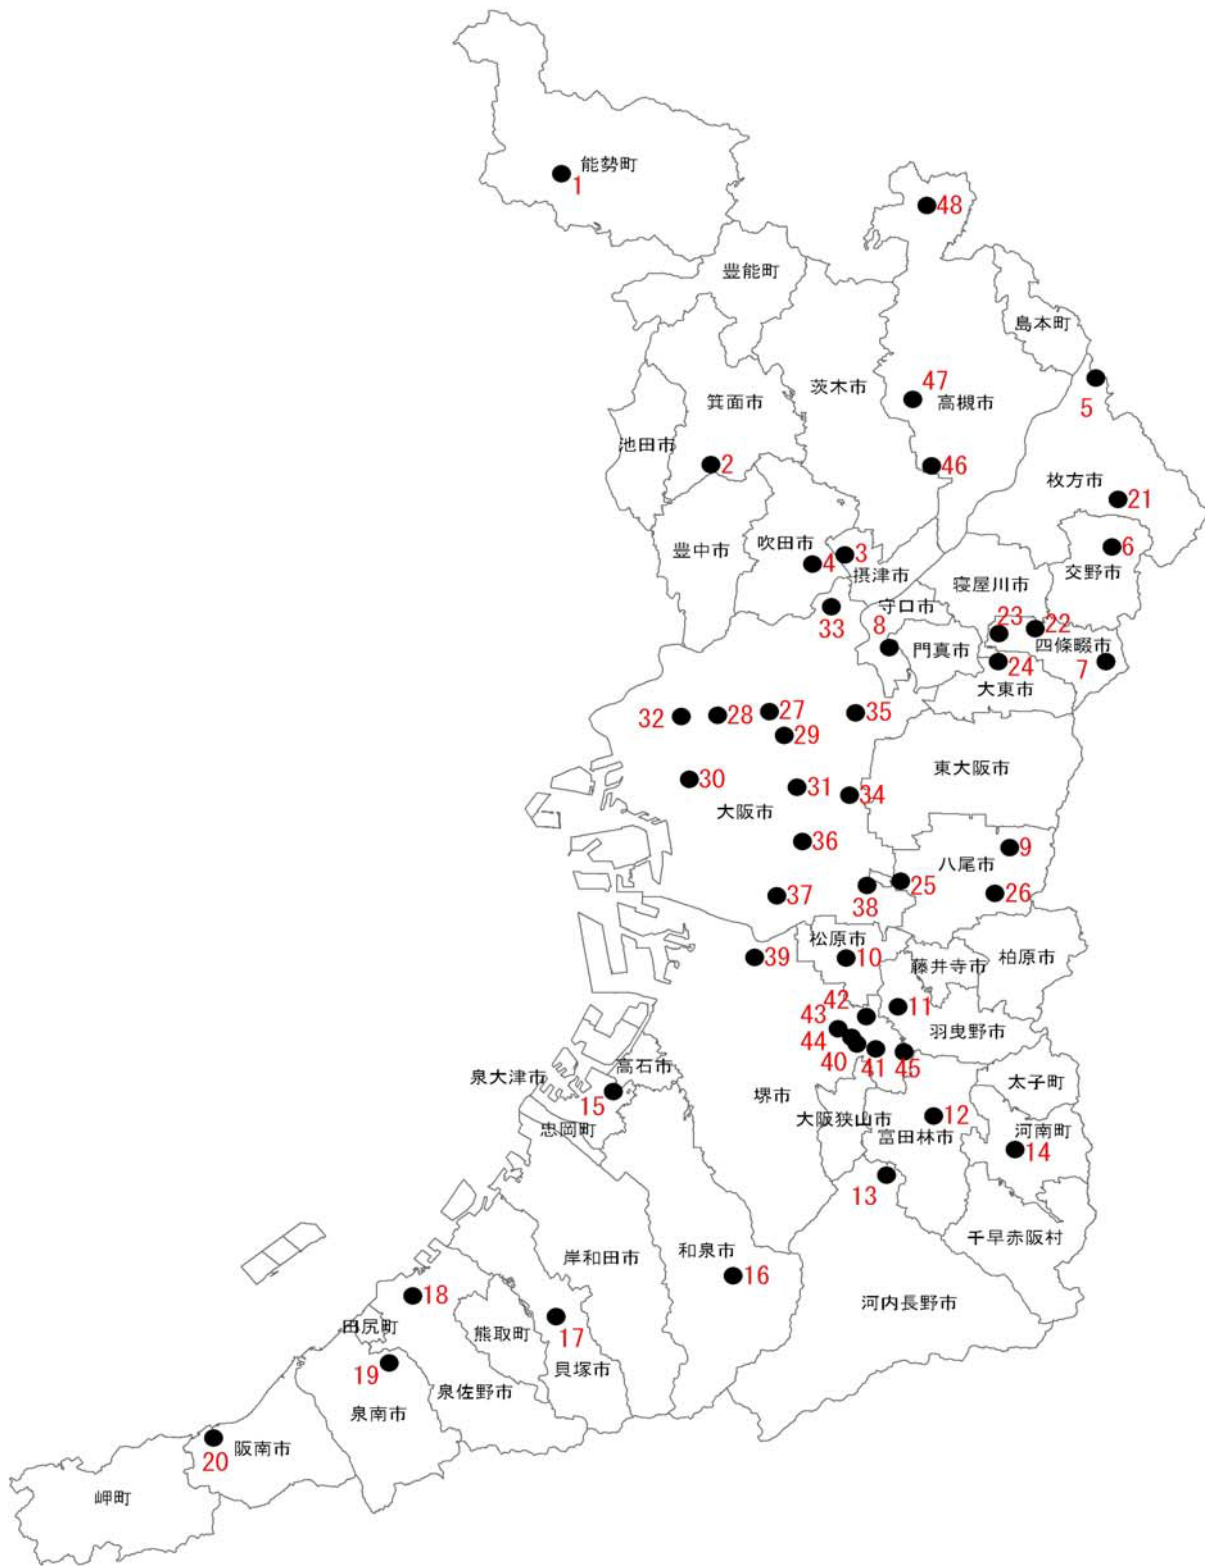 能勢町
1
48
豊能町
島本町
茨木市
47
高槻市
5
箕面市
池田市
2
46
枚方市
21
豊中市
吹田市
4
3
摂津市
6
交野市
寝屋川市
守口市
33
8
門真市
23
22
四條畷市
24
7
大東市
32
28
27
35
29
東大阪市
30
31
34
大阪市
36
9
八尾市
25
38
26
37
松原市
39
10
藤井寺市
柏原市
42
11
43
羽曳野市
44
40
41
45
高石市
泉大津市
太子町
15
堺市
大阪狭山市
12
忠岡町
富田林市
河南町
14
13
千早赤阪村
岸和田市
和泉市
16
河内長野市
18
田尻町
熊取町
17
19
貝塚市
泉佐野市
泉南市
20
阪南市
岬町